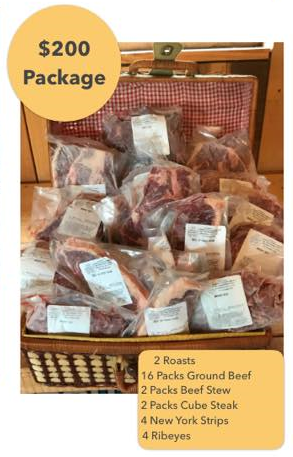 $200
Package
2 Roasts
16 Packs Ground Beef
2 Packs Beef Stew
2 Packs Cube Steak
4 New York Strips
4 Ribeyes